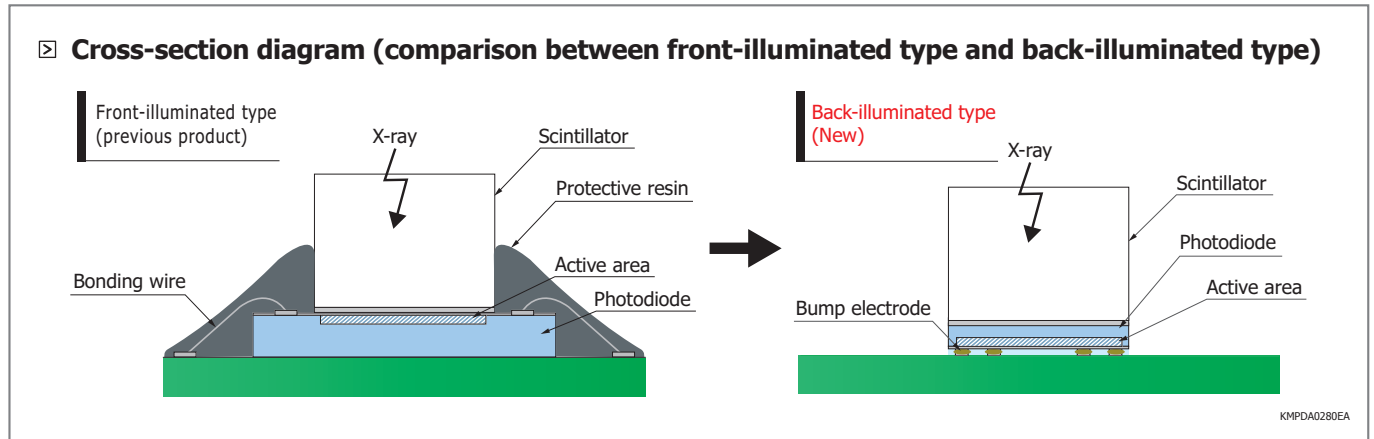 Cross-section diagram (comparison between front-illuminated type and back-illuminated type)
Front-illuminated type
(previous product)
X-ray
Scintillator
Protective resin
Bonding wire
Active area
Photodiode
Back-illuminated type
(New)
X-ray
Scintillator
Photodiode
Active area
Bump electrode
KMPDA0280EA